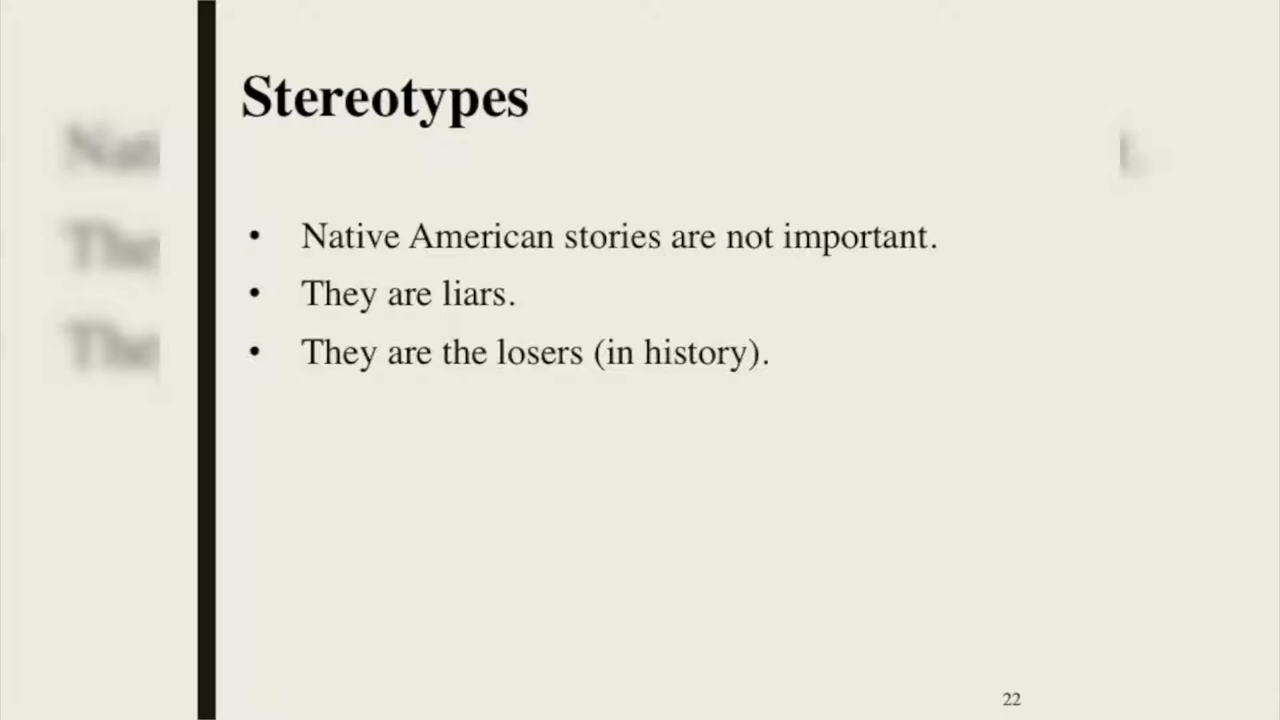 Stereotypes
• Native American stories are not important.
• They are liars.
• They are the losers (in history).
22